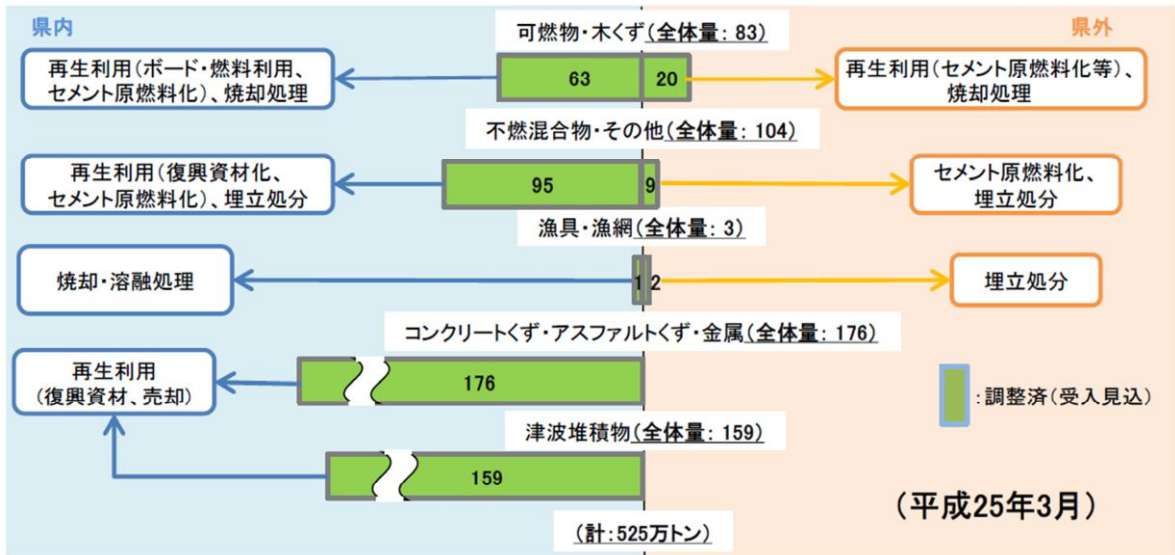 県内
県外
可燃物・木くず(全体量: 83)
再生利用(ボード・燃料利用、
セメント原燃料化)、焼却処理
63
20
再生利用(セメント原燃料化等)、
焼却処理
不燃混合物・その他(全体量: 104)
再生利用(復興資材化、
セメント原燃料化)、埋立処分
95
9
セメント原燃料化、
埋立処分
漁具・漁網(全体量: 3)
焼却・溶融処理
1
2
埋立処分
コンクリートくず・アスファルトくず・金属(全体量: 176)
再生利用
(復興資材、売却)
176
:調整済(受入見込)
津波堆積物(全体量: 159)
159
(平成25年3月)
(計:525万トン)